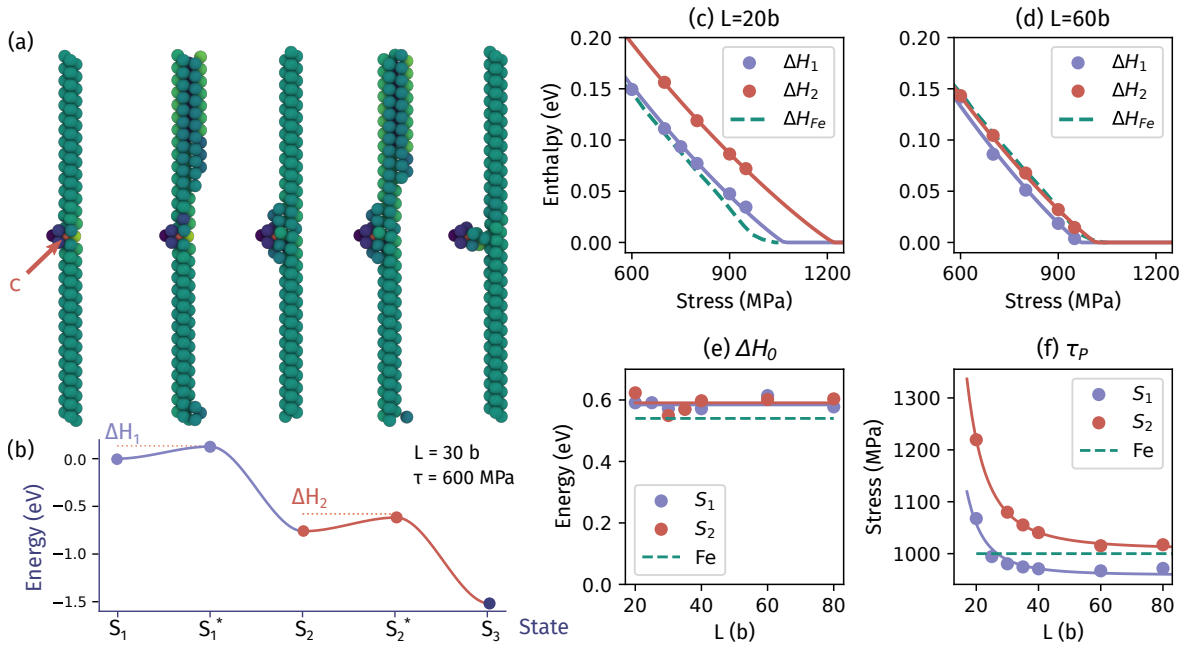 (a)
C
(b)
ΔH₁
ΔH₂
L = 30 b
τ = 600 MPa
Energy (eV)
0.0
−0.5
−1.0
−1.5
S₁
S₁*
S₂
S₂*
S₃
State
(c) L=20b
Enthalpy (eV)
0.20
0.15
0.10
0.05
0.00
ΔH₁
ΔH₂
ΔH_Fe
600
900
1200
Stress (MPa)
(d) L=60b
0.20
0.15
0.10
0.05
0.00
ΔH₁
ΔH₂
ΔH_Fe
600
900
1200
Stress (MPa)
(e) ΔH₀
Energy (eV)
0.6
0.4
0.2
0.0
S₁
S₂
Fe
20
40
60
80
L (b)
(f) τ_P
Stress (MPa)
1300
1200
1100
1000
S₁
S₂
Fe
20
40
60
80
L (b)